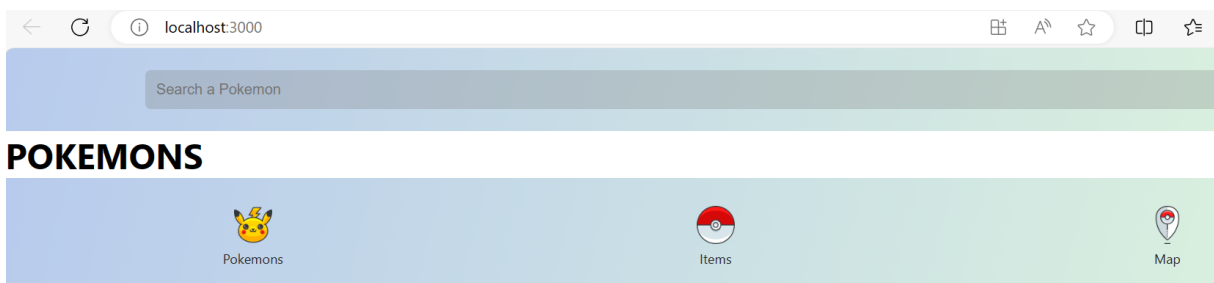 localhost:3000
Search a Pokemon
POKEMONS
Pokemons
Items
Map